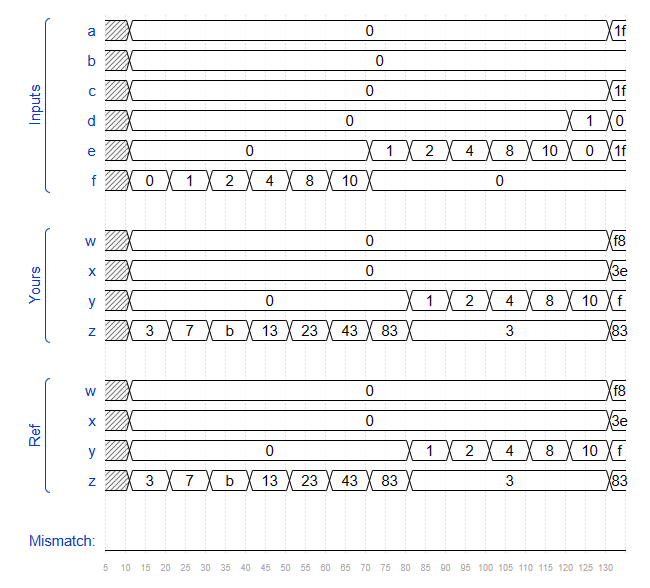 Inputs
a 0 1f
b 0
c 0 1f
d 0 1 0
e 0 1 2 4 8 10 0 1f
f 0 1 2 4 8 10 0
Yours
w 0 f8
x 0 3e
y 0 1 2 4 8 10 f
z 3 7 b 13 23 43 83 3 83
Ref
w 0 f8
x 0 3e
y 0 1 2 4 8 10 f
z 3 7 b 13 23 43 83 3 83
Mismatch:
5 10 15 20 25 30 35 40 45 50 55 60 65 70 75 80 85 90 95 100 105 110 115 120 125 130